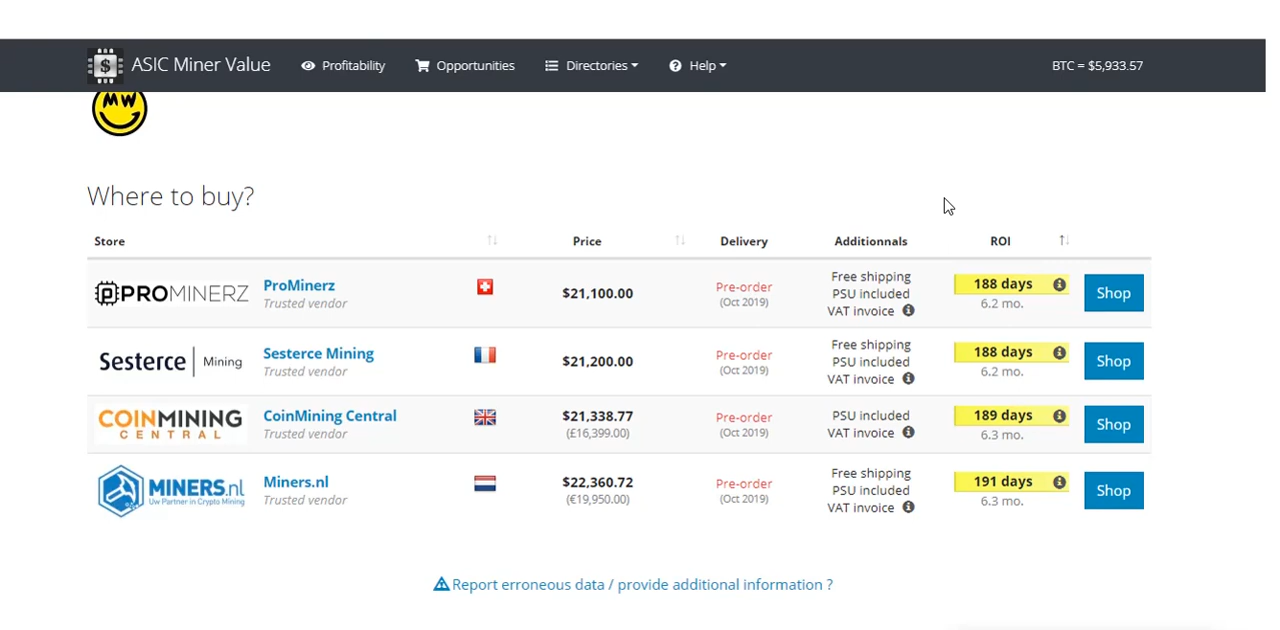 ASIC Miner Value
Profitability
Opportunities
Directories
Help
BTC = $5,933.57
MW
Where to buy?
Store Price Delivery Additionnals ROI
PROMINERZ
ProMinerz
Trusted vendor
$21,100.00
Pre-order
(Oct 2019)
Free shipping
PSU included
VAT invoice
188 days
6.2 mo.
Shop
Sesterce | Mining
Sesterce Mining
Trusted vendor
$21,200.00
Pre-order
(Oct 2019)
Free shipping
PSU included
VAT invoice
188 days
6.2 mo.
Shop
COINMINING
CENTRAL
CoinMining Central
Trusted vendor
$21,338.77
(£16,399.00)
Pre-order
(Oct 2019)
PSU included
VAT invoice
189 days
6.3 mo.
Shop
MINERS.nl
Uw Partner in Crypto Mining
Miners.nl
Trusted vendor
$22,360.72
(€19,950.00)
Pre-order
(Oct 2019)
Free shipping
PSU included
VAT invoice
191 days
6.3 mo.
Shop
Report erroneous data / provide additional information ?